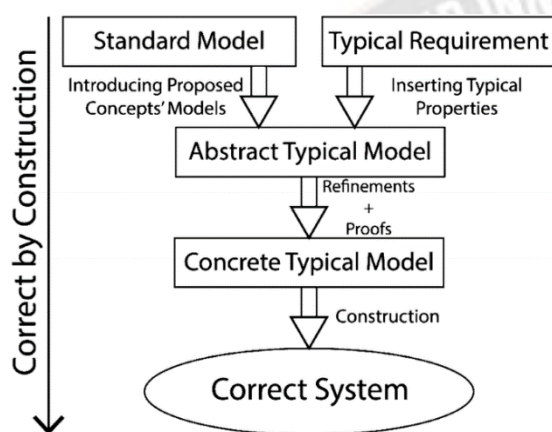 Standard Model
Typical Requirement
Introducing Proposed
Concepts' Models
Inserting Typical
Properties
Abstract Typical Model
Refinements
+
Proofs
Concrete Typical Model
Construction
Correct System
Correct by Construction